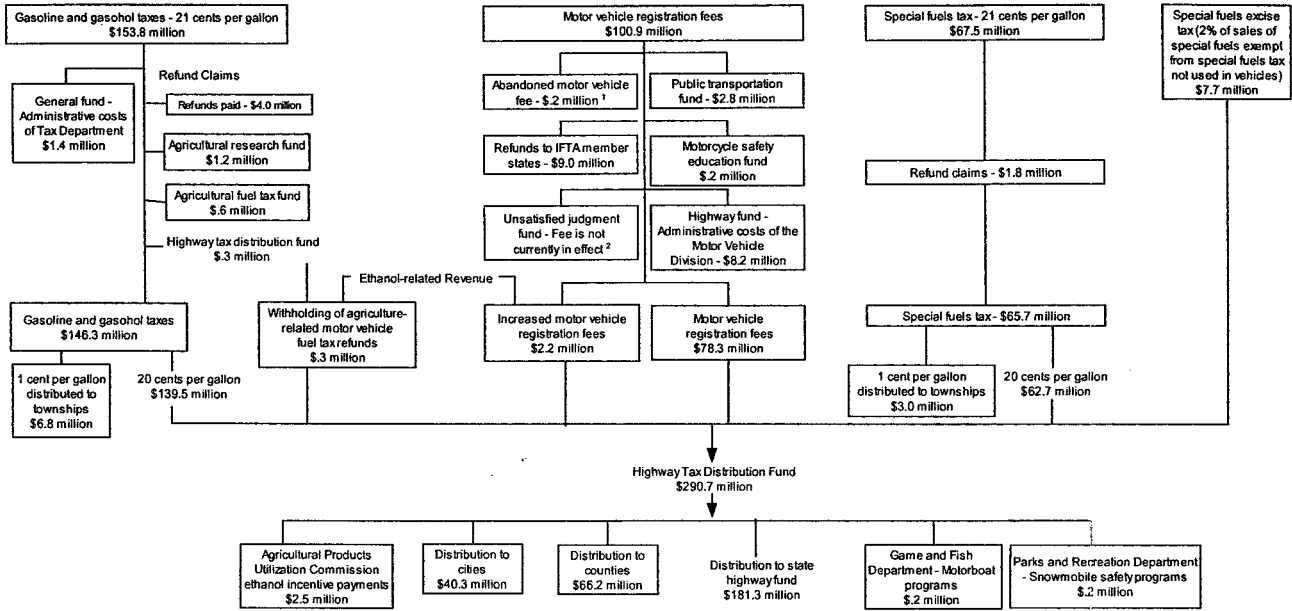 Gasoline and gasohol taxes - 21 cents per gallon
$153.8 million
Refund Claims
General fund -
Administrative costs
of Tax Department
$1.4 million
Refunds paid - $4.0 million
Agricultural research fund
$1.2 million
Agricultural fuel tax fund
$.6 million
Highway tax distribution fund
$.3 million
Gasoline and gasohol taxes
$146.3 million
1 cent per gallon
distributed to
townships
$6.8 million
20 cents per gallon
$139.5 million
Motor vehicle registration fees
$100.9 million
Abandoned motor vehicle
fee - $.2 million 1
Public transportation
fund - $2.8 million
Refunds to IFTA member
states - $9.0 million
Motorcycle safety
education fund
$.2 million
Unsatisfied judgment
fund - Fee is not
currently in effect 2
Highway fund -
Administrative costs of the
Motor Vehicle
Division - $8.2 million
Ethanol-related Revenue
Withholding of agriculture-
related motor vehicle
fuel tax refunds
$.3 million
Increased motor vehicle
registration fees
$2.2 million
Motor vehicle
registration fees
$78.3 million
Special fuels tax - 21 cents per gallon
$67.5 million
Refund claims - $1.8 million
Special fuels tax - $65.7 million
1 cent per gallon
distributed to townships
$3.0 million
20 cents per gallon
$62.7 million
Special fuels excise
tax (2% of sales of
special fuels exempt
from special fuels tax
not used in vehicles)
$7.7 million
Highway Tax Distribution Fund
$290.7 million
Agricultural Products
Utilization Commission
ethanol incentive payments
$2.5 million
Distribution to
cities
$40.3 million
Distribution to
counties
$66.2 million
Distribution to state
highway fund
$181.3 million
Game and Fish
Department - Motorboat
programs
$.2 million
Parks and Recreation Department
- Snowmobile safety programs
$.2 million